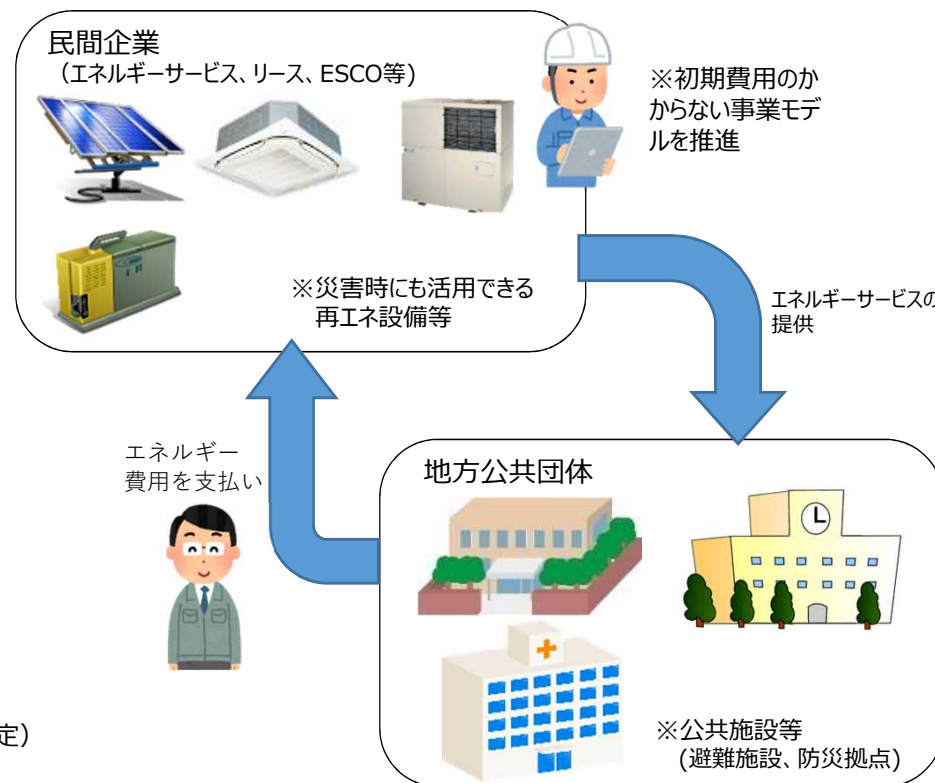 民間企業
（エネルギーサービス、リース、ESCO等)
※初期費用のか
からない事業モデ
ルを推進
※災害時にも活用できる
再エネ設備等
エネルギーサービスの
提供
エネルギー
費用を支払い
地方公共団体
※公共施設等
(避難施設、防災拠点)
定）